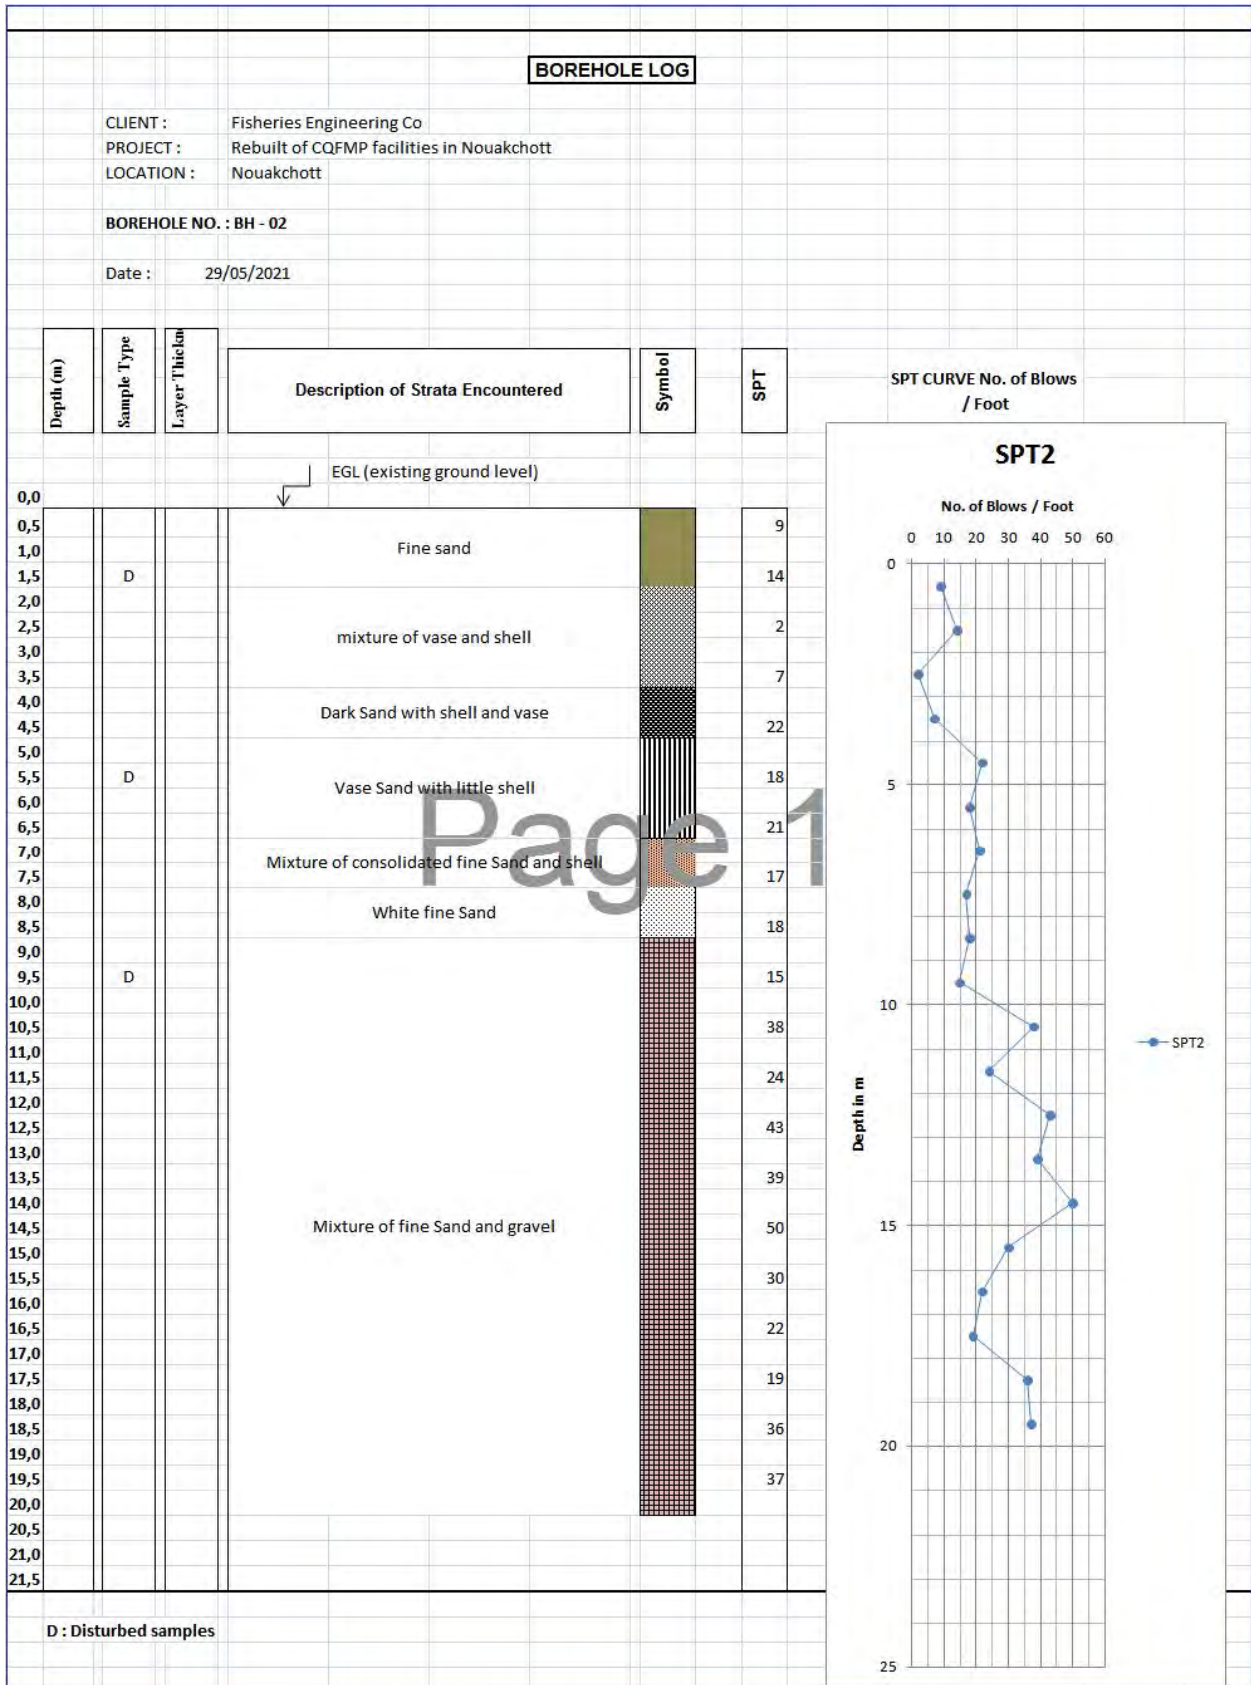 BOREHOLE LOG
CLIENT : Fisheries Engineering Co
PROJECT : Rebuilt of CQFMP facilities in Nouakchott
LOCATION : Nouakchott
BOREHOLE NO. : BH - 02
Date : 29/05/2021
Depth (m) Sample Type Layer Thickn Description of Strata Encountered Symbol SPT SPT CURVE No. of Blows
/ Foot
EGL (existing ground level)
0,0
0,5 9
1,0 Fine sand
1,5 D 14
2,0
2,5 mixture of vase and shell 2
3,0
3,5 7
4,0 Dark Sand with shell and vase
4,5 22
5,0
5,5 D Vase Sand with little shell 18
6,0
6,5 21
7,0 Mixture of consolidated fine Sand and shell
7,5 17
8,0 White fine Sand
8,5 18
9,0
9,5 D 15
10,0
10,5 38
11,0
11,5 24
12,0
12,5 43
13,0
13,5 39
14,0
14,5 Mixture of fine Sand and gravel 50
15,0
15,5 30
16,0
16,5 22
17,0
17,5 19
18,0
18,5 36
19,0
19,5 37
20,0
20,5
21,0
21,5
Page 1
D : Disturbed samples
SPT2
No. of Blows / Foot
0 10 20 30 40 50 60
0
5
10
15
20
25
Depth in m
SPT2